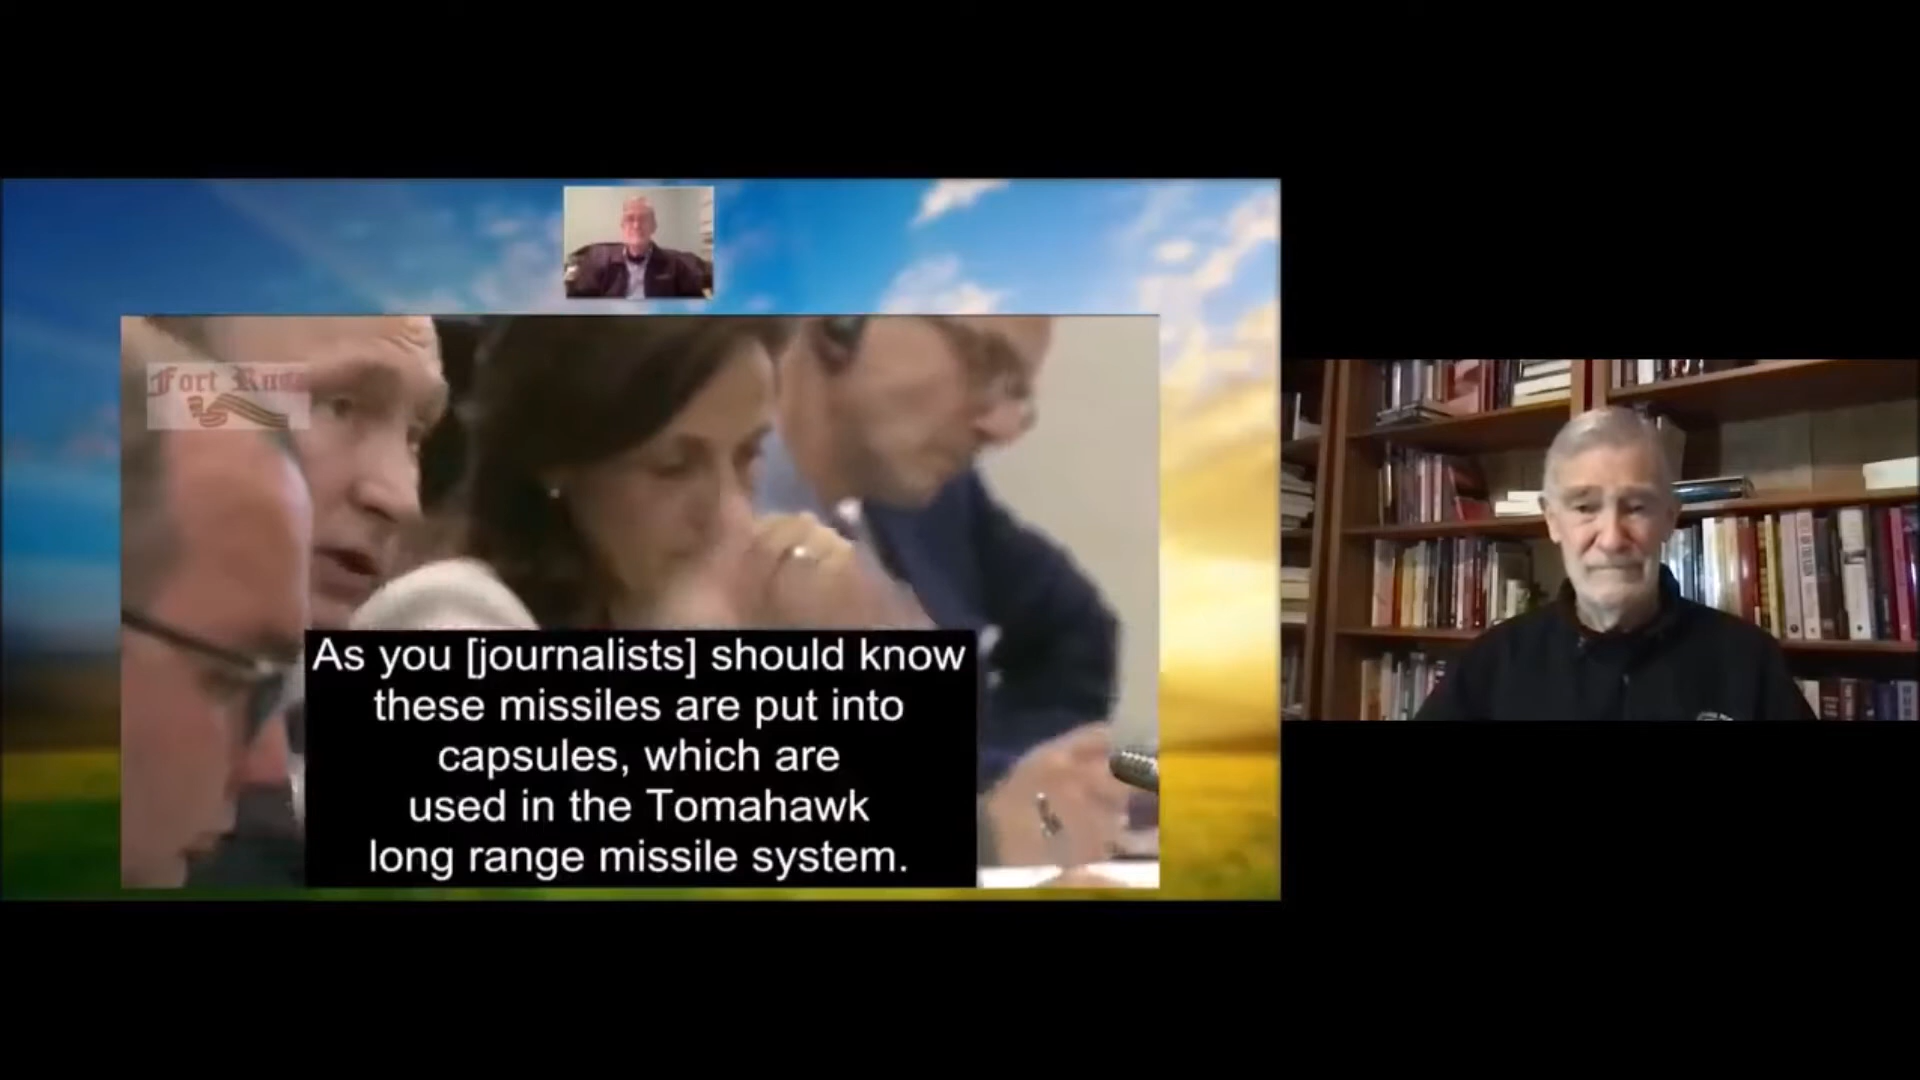 Fort Russ
As you [journalists] should know
these missiles are put into
capsules, which are
used in the Tomahawk
long range missile system.